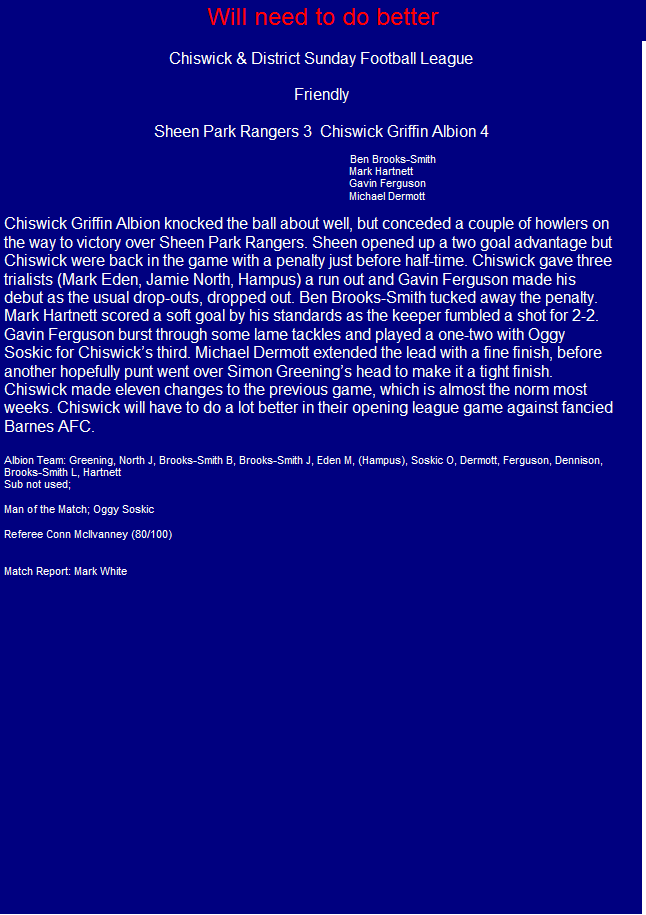 Will need to do better
Chiswick & District Sunday Football League
Friendly
Sheen Park Rangers 3  Chiswick Griffin Albion 4
Ben Brooks-Smith
Mark Hartnett
Gavin Ferguson
Michael Dermott
Chiswick Griffin Albion knocked the ball about well, but conceded a couple of howlers on
the way to victory over Sheen Park Rangers. Sheen opened up a two goal advantage but
Chiswick were back in the game with a penalty just before half-time. Chiswick gave three
trialists (Mark Eden, Jamie North, Hampus) a run out and Gavin Ferguson made his
debut as the usual drop-outs, dropped out. Ben Brooks-Smith tucked away the penalty.
Mark Hartnett scored a soft goal by his standards as the keeper fumbled a shot for 2-2.
Gavin Ferguson burst through some lame tackles and played a one-two with Oggy
Soskic for Chiswick’s third. Michael Dermott extended the lead with a fine finish, before
another hopefully punt went over Simon Greening’s head to make it a tight finish.
Chiswick made eleven changes to the previous game, which is almost the norm most
weeks. Chiswick will have to do a lot better in their opening league game against fancied
Barnes AFC.
Albion Team: Greening, North J, Brooks-Smith B, Brooks-Smith J, Eden M, (Hampus), Soskic O, Dermott, Ferguson, Dennison,
Brooks-Smith L, Hartnett
Sub not used;
Man of the Match; Oggy Soskic
Referee Conn McIlvanney (80/100)
Match Report: Mark White